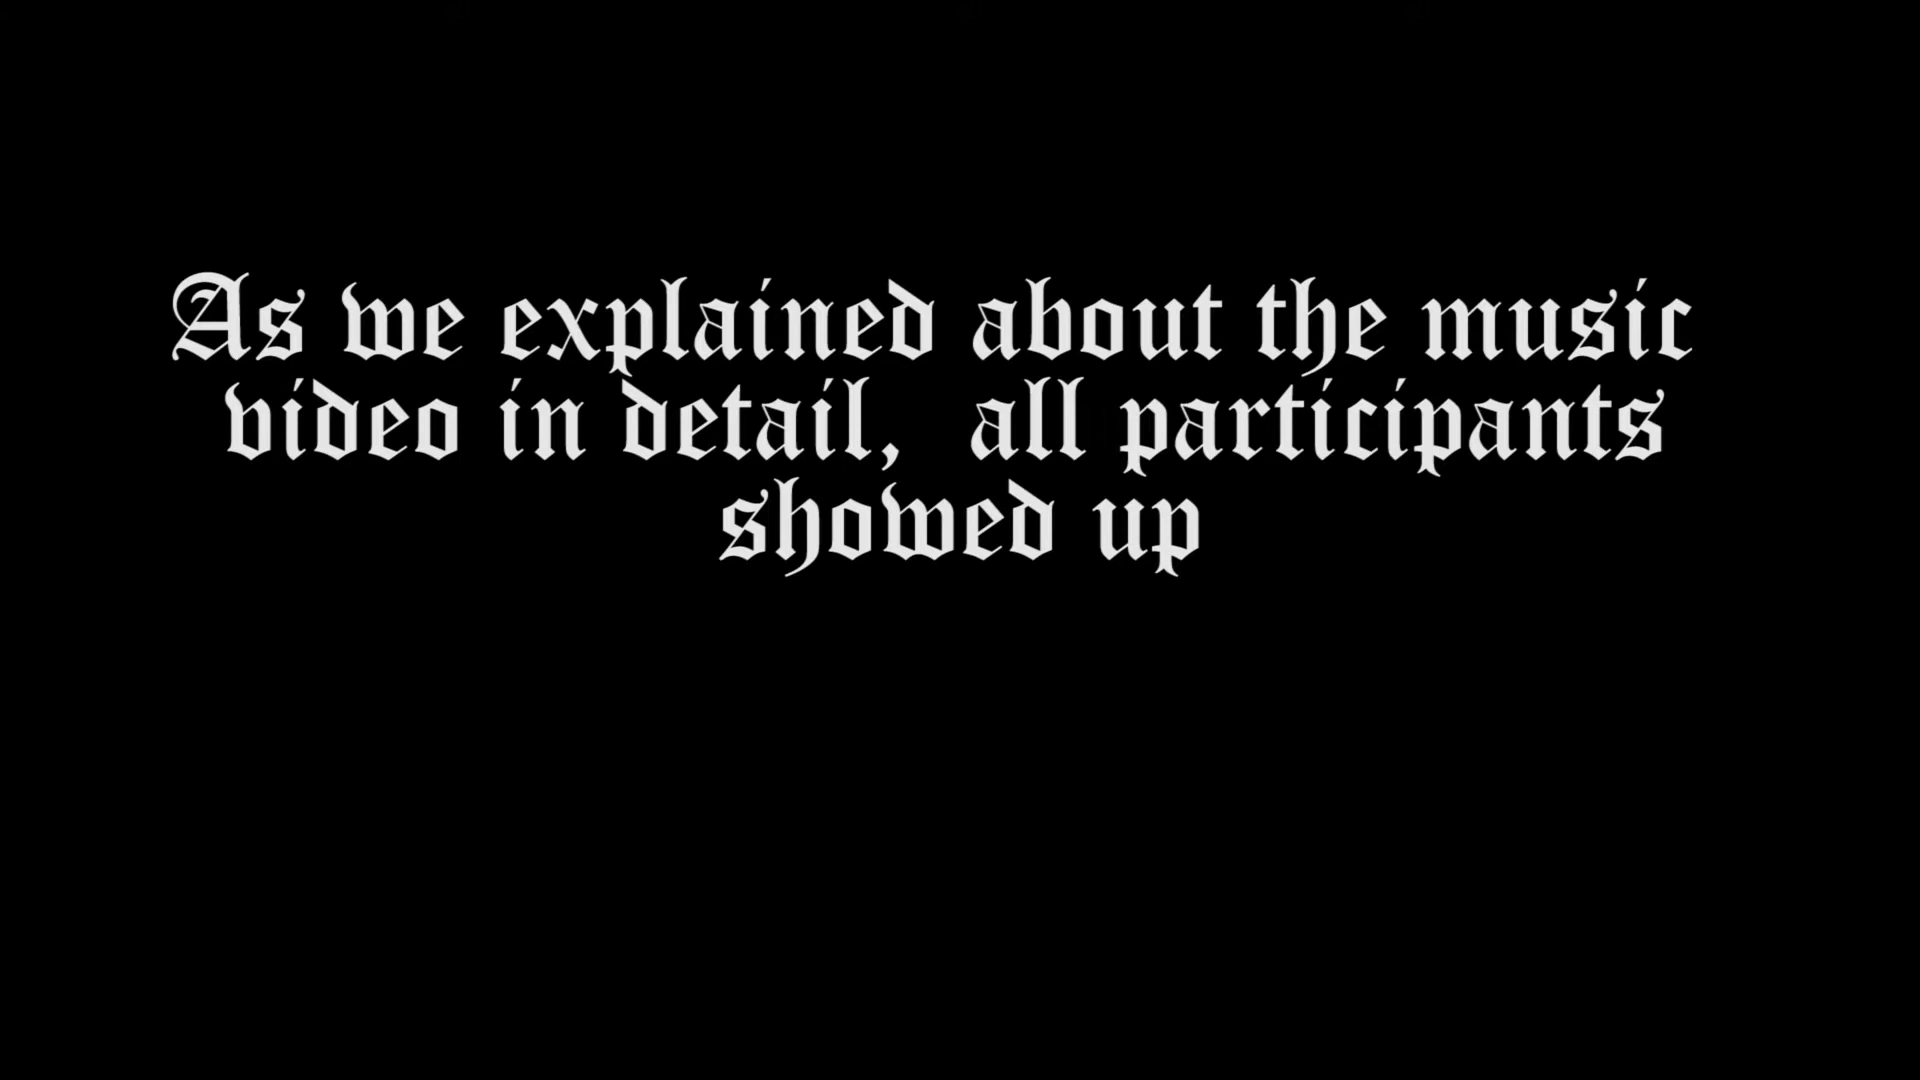 As we explained about the music
video in detail,  all participants
showed up